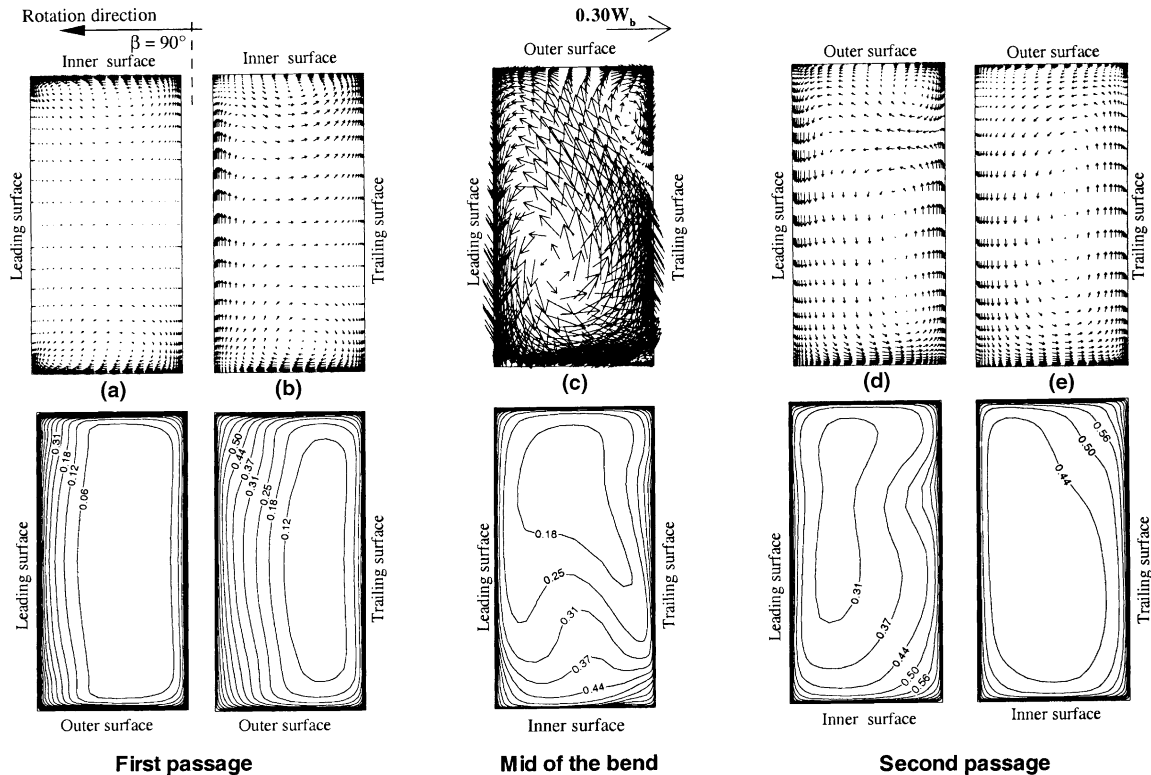 Rotation direction
β = 90°
0.30W_b
Inner surface
Inner surface
Outer surface
Outer surface
Outer surface
Leading surface
Trailing surface
Leading surface
Trailing surface
Leading surface
Trailing surface
(a)
(b)
(c)
(d)
(e)
0.31
0.18
0.12
0.06
0.50
0.44
0.37
0.31
0.25
0.18
0.12
0.18
0.25
0.31
0.37
0.44
0.31
0.37
0.44
0.50
0.56
0.56
0.50
0.44
Leading surface
Trailing surface
Leading surface
Trailing surface
Leading surface
Trailing surface
Outer surface
Outer surface
Inner surface
Inner surface
Inner surface
First passage
Mid of the bend
Second passage